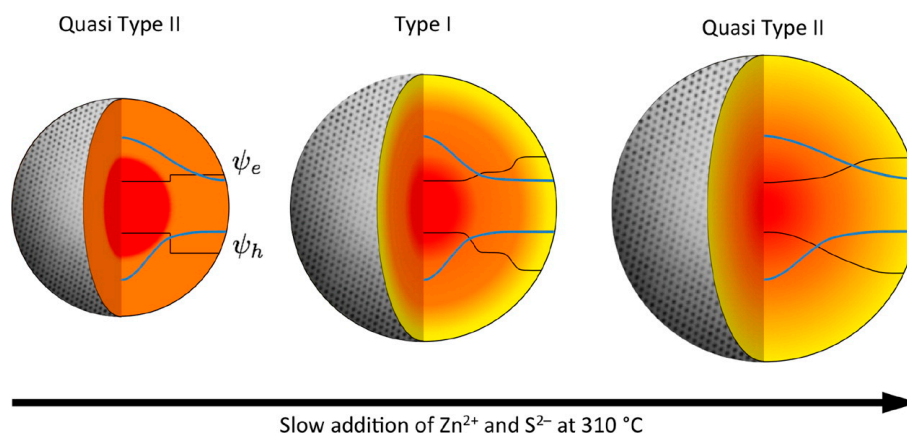 Quasi Type II
Type I
Quasi Type II
ψₑ
ψₕ
Slow addition of Zn²⁺ and S²⁻ at 310 °C